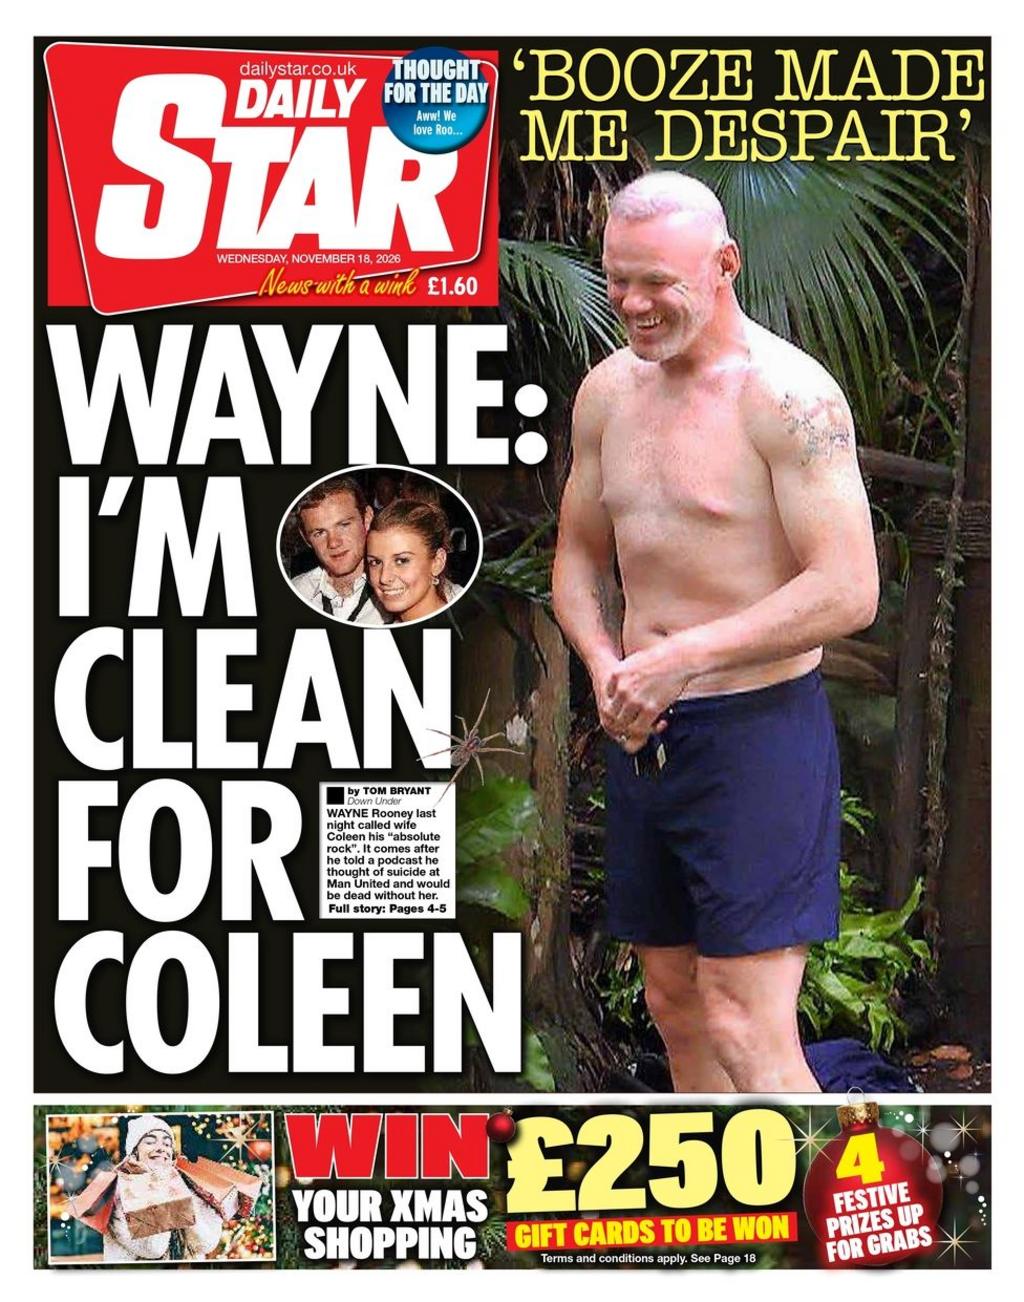 dailystar.co.uk
DAILY
STAR
THOUGHT
FOR THE DAY
Aww! We
love Roo...
WEDNESDAY, NOVEMBER 18, 2026
News with a wink £1.60
‘BOOZE MADE
ME DESPAIR’
WAYNE:
I’M
CLEAN
FOR
COLEEN
by TOM BRYANT
Down Under
WAYNE Rooney last
night called wife
Coleen his “absolute
rock”. It comes after
he told a podcast he
thought of suicide at
Man United and would
be dead without her.
Full story: Pages 4-5
WIN
YOUR XMAS
SHOPPING
£250
GIFT CARDS TO BE WON
Terms and conditions apply. See Page 18
4
FESTIVE
PRIZES UP
FOR GRABS